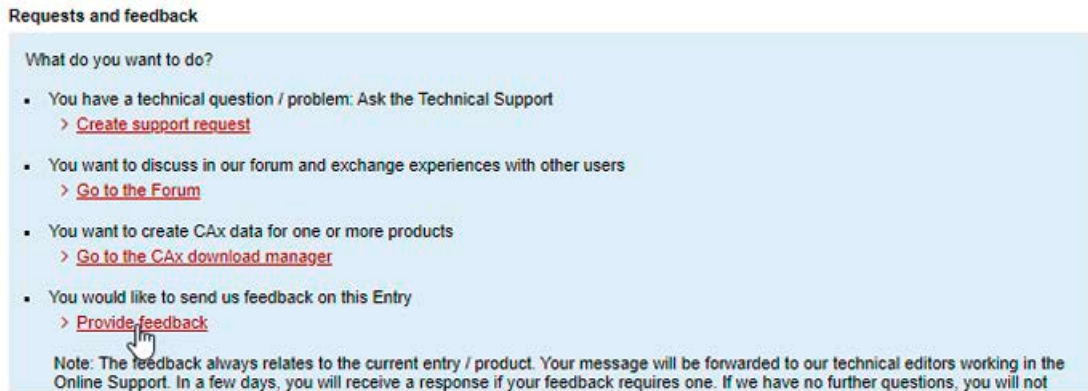 Requests and feedback
What do you want to do?
▪ You have a technical question / problem: Ask the Technical Support
> Create support request
▪ You want to discuss in our forum and exchange experiences with other users
> Go to the Forum
▪ You want to create CAx data for one or more products
> Go to the CAx download manager
▪ You would like to send us feedback on this Entry
> Provide feedback
Note: The feedback always relates to the current entry / product. Your message will be forwarded to our technical editors working in the
Online Support. In a few days, you will receive a response if your feedback requires one. If we have no further questions, you will not